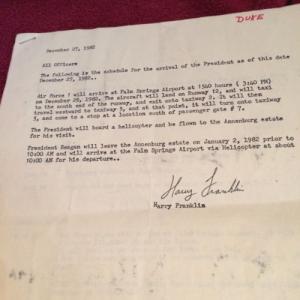 DUKE
December 27, 1982
All Officers
The following is the schedule for the arrival of the President as of this date
December 27, 1982..
Air Force 1 will arrive at Palm Springs Airport at 1540 hours ( 3:40 PM)
on December 29, 1982. The aircraft will land on Runway 12, and will taxi
to the south end of the runway, and exit onto taxiway 2. It will then
travel westward to taxiway 3, and at that point, it will turn onto taxiway
3, and come to a stop at a location south of passenger gate # 7.
The President will board a helicopter and be flown to the Annenburg estate
for his visit.
President Reagan will leave the Annenburg estate on January 2, 1982 prior to
10:00 AM and will arrive at the Palm Springs Airport via Helicopter at about
10:00 AM for his departure..
Harry Franklin
Harry Franklin